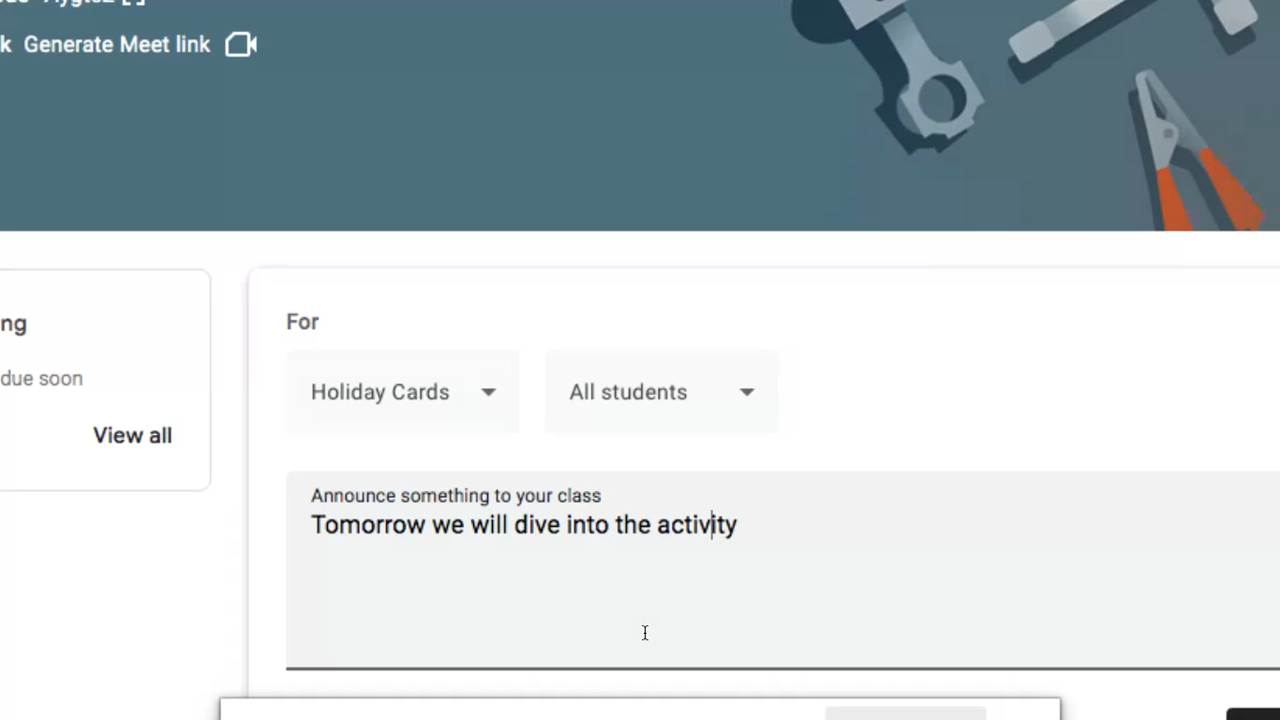 k Generate Meet link
For
ng
due soon
Holiday Cards
All students
View all
Announce something to your class
Tomorrow we will dive into the activity